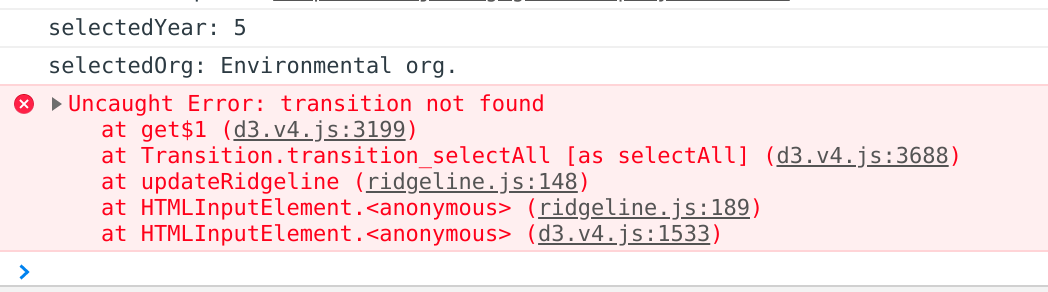 selectedYear: 5
selectedOrg: Environmental org.
Uncaught Error: transition not found
at get$1 (d3.v4.js:3199)
at Transition.transition_selectAll [as selectAll] (d3.v4.js:3688)
at updateRidgeline (ridgeline.js:148)
at HTMLInputElement.<anonymous> (ridgeline.js:189)
at HTMLInputElement.<anonymous> (d3.v4.js:1533)